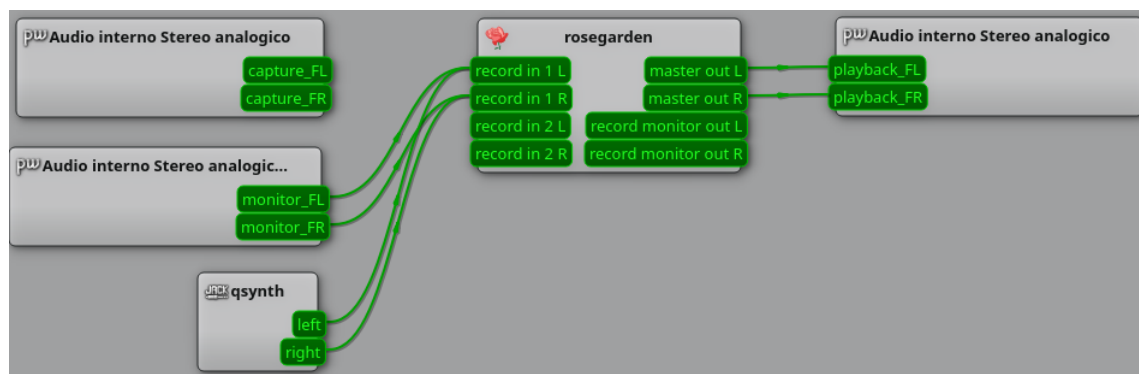 pw Audio interno Stereo analogico
capture_FL
capture_FR
pw Audio interno Stereo analogic...
monitor_FL
monitor_FR
JACK qsynth
left
right
rosegarden
record in 1 L
record in 1 R
record in 2 L
record in 2 R
master out L
master out R
record monitor out L
record monitor out R
pw Audio interno Stereo analogico
playback_FL
playback_FR